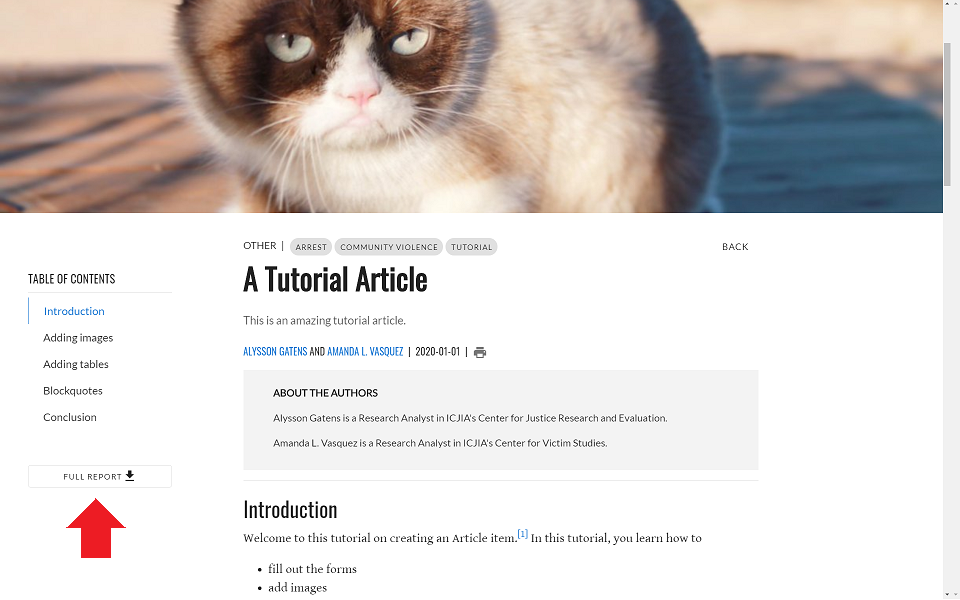 OTHER | ARREST COMMUNITY VIOLENCE TUTORIAL BACK
TABLE OF CONTENTS
Introduction
Adding images
Adding tables
Blockquotes
Conclusion
FULL REPORT
A Tutorial Article
This is an amazing tutorial article.
ALYSSON GATENS AND AMANDA L. VASQUEZ | 2020-01-01 |
ABOUT THE AUTHORS
Alysson Gatens is a Research Analyst in ICJIA's Center for Justice Research and Evaluation.
Amanda L. Vasquez is a Research Analyst in ICJIA's Center for Victim Studies.
Introduction
Welcome to this tutorial on creating an Article item.[1] In this tutorial, you learn how to
• fill out the forms
• add images